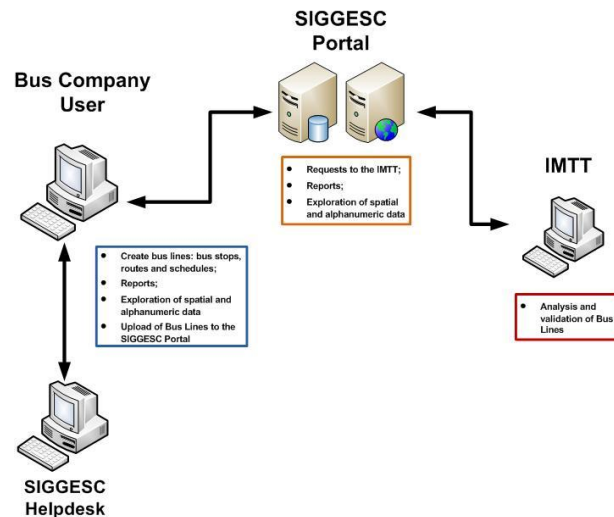 SIGGESC
Portal
Bus Company
User
IMTT
• Requests to the IMTT;
• Reports;
• Exploration of spatial
and alphanumeric data
• Create bus lines: bus stops,
routes and schedules;
• Reports;
• Exploration of spatial and
alphanumeric data
• Upload of Bus Lines to the
SIGGESC Portal
• Analysis and
validation of Bus
Lines
SIGGESC
Helpdesk